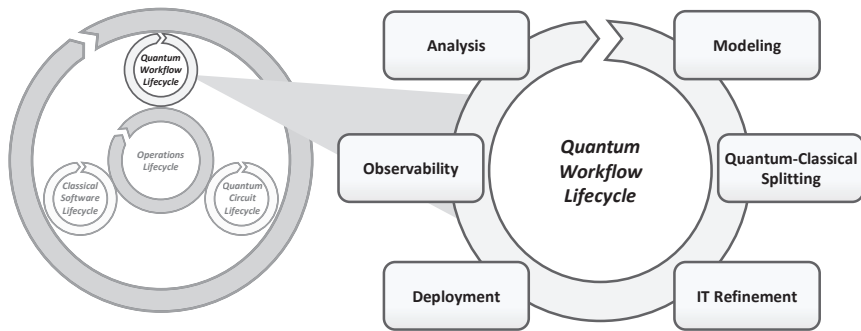 Quantum
Workflow
Lifecycle
Operations
Lifecycle
Classical
Software
Lifecycle
Quantum
Circuit
Lifecycle
Analysis
Modeling
Observability
Quantum
Workflow
Lifecycle
Quantum-Classical
Splitting
Deployment
IT Refinement